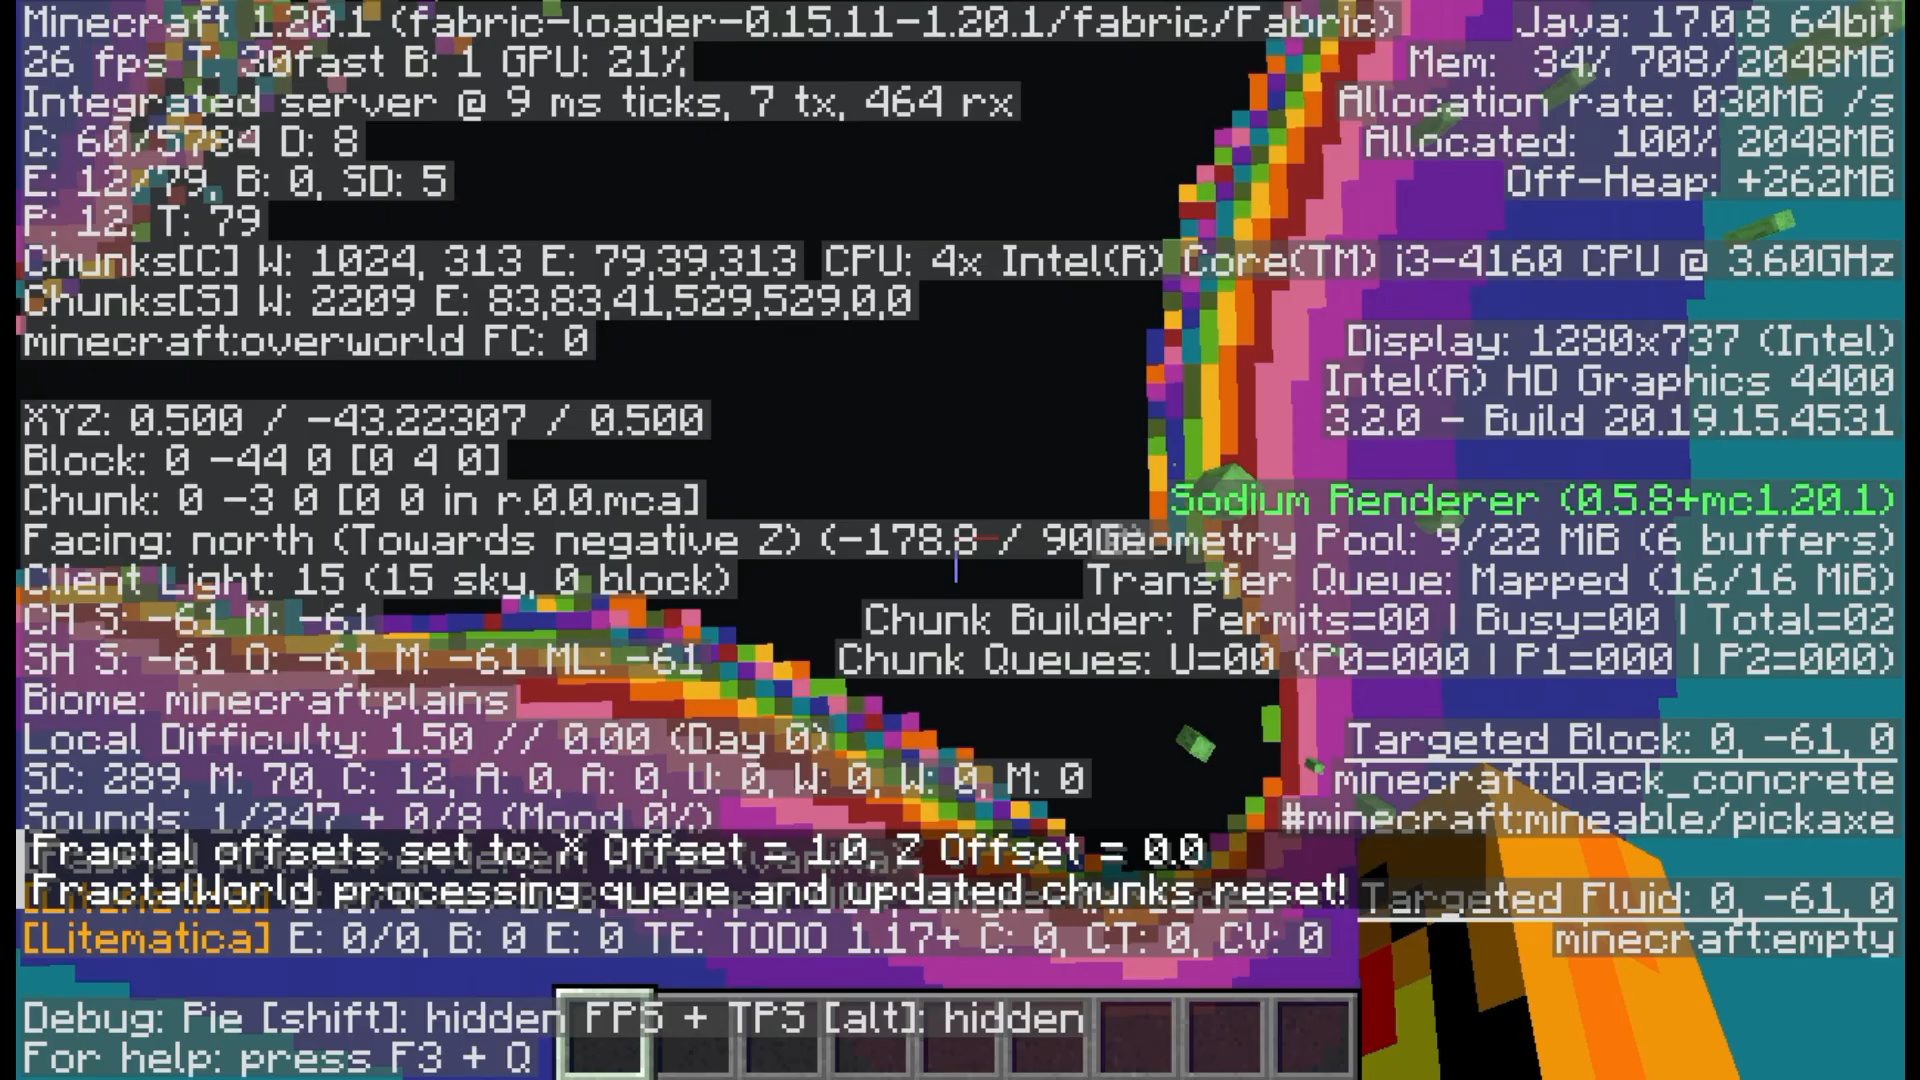 Minecraft 1.20.1 (fabric-loader-0.15.11-1.20.1/fabric/Fabric)
26 fps T: 30fast B: 1 GPU: 21%
Integrated server @ 9 ms ticks, 7 tx, 464 rx
C: 60/5784 D: 8
E: 12/79, B: 0, SD: 5
P: 12. T: 79
Chunks[C] W: 1024, 313 E: 79,39,313
Chunks[S] W: 2209 E: 83,83,41,529,529,0,0
minecraft:overworld FC: 0
XYZ: 0.500 / -43.22307 / 0.500
Block: 0 -44 0 [0 4 0]
Chunk: 0 -3 0 [0 0 in r.0.0.mca]
Facing: north (Towards negative Z) (-178.8 / 90.0)
Client Light: 15 (15 sky, 0 block)
CH S: -61 M: -61
SH S: -61 O: -61 M: -61 ML: -61
Biome: minecraft:plains
Local Difficulty: 1.50 // 0.00 (Day 0)
SC: 289, M: 70, C: 12, A: 0, A: 0, U: 0, W: 0, W: 0, M: 0
Sounds: 1/247 + 0/8 (Mood 0%)
Fractal offsets set to: X Offset = 1.0, Z Offset = 0.0
FractalWorld processing queue and updated chunks reset!
[Litematica]
[Litematica] E: 0/0, B: 0 E: 0 TE: TODO 1.17+ C: 0, CT: 0, CV: 0
Debug: Pie [shift]: hidden FPS + TPS [alt]: hidden
For help: press F3 + Q
Java: 17.0.8 64bit
Mem: 34% 708/2048MB
Allocation rate: 030MB /s
Allocated: 100% 2048MB
Off-Heap: +262MB
CPU: 4x Intel(R) Core(TM) i3-4160 CPU @ 3.60GHz
Display: 1280x737 (Intel)
Intel(R) HD Graphics 4400
3.2.0 - Build 20.19.15.4531
Sodium Renderer (0.5.8+mc1.20.1)
Geometry Pool: 9/22 MiB (6 buffers)
Transfer Queue: Mapped (16/16 MiB)
Chunk Builder: Permits=00 | Busy=00 | Total=02
Chunk Queues: U=00 (P0=000 | P1=000 | P2=000)
Targeted Block: 0, -61, 0
minecraft:black_concrete
#minecraft:mineable/pickaxe
Targeted Fluid: 0, -61, 0
minecraft:empty